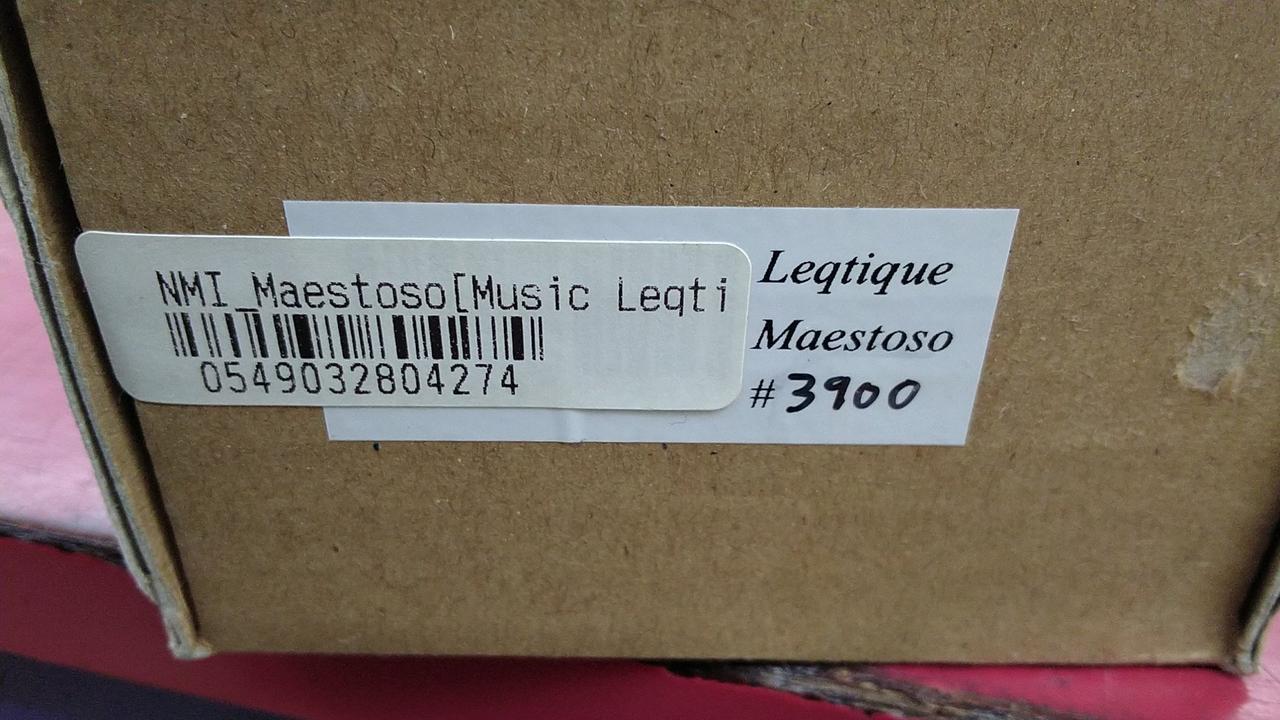 NMI_Maestoso[Music Leqti
0549032804274
Leqtique
Maestoso
#3900